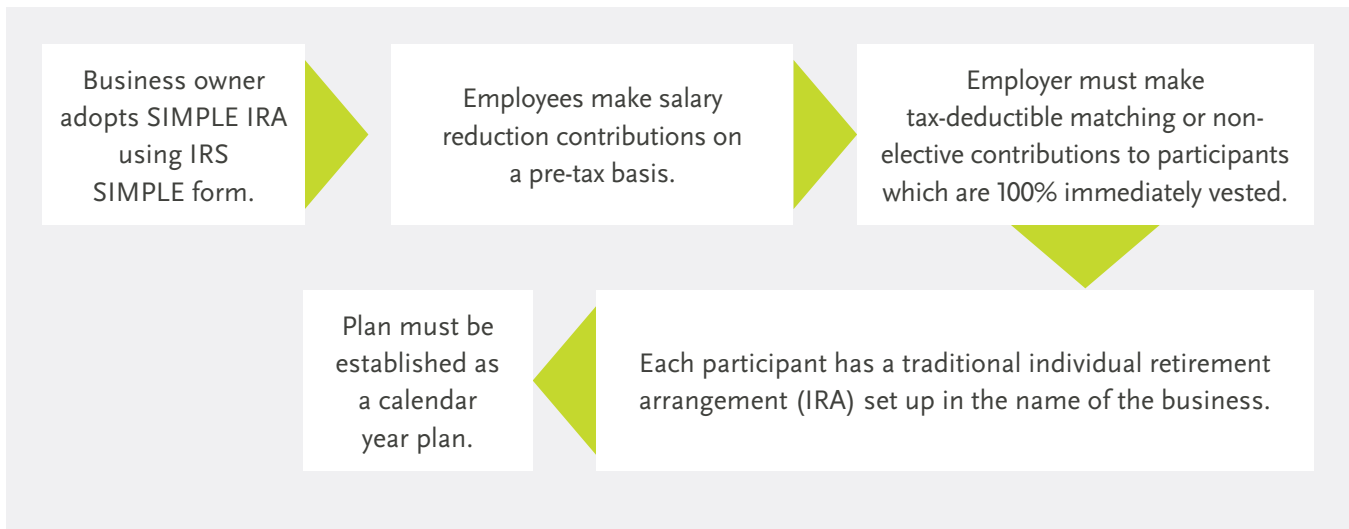 Business owner
adopts SIMPLE IRA
using IRS
SIMPLE form.
Employees make salary
reduction contributions on
a pre-tax basis.
Employer must make
tax-deductible matching or non-
elective contributions to participants
which are 100% immediately vested.
Each participant has a traditional individual retirement
arrangement (IRA) set up in the name of the business.
Plan must be
established as
a calendar
year plan.